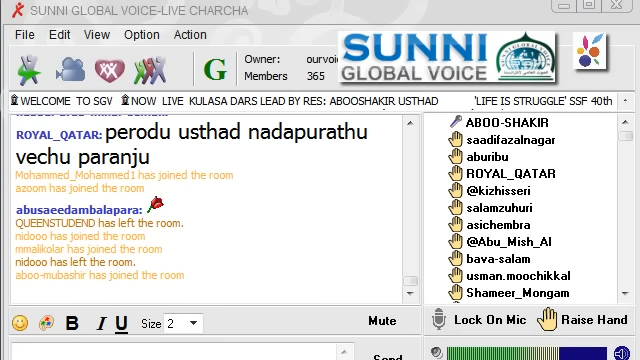 SUNNI GLOBAL VOICE-LIVE CHARCHA
File Edit View Option Action
G
Owner: ourvoi
Members 365
SUNNI
GLOBAL VOICE
WELCOME TO SGV NOW LIVE KULASA DARS LEAD BY RES: ABOOSHAKIR USTHAD 'LIFE IS STRUGGLE' SSF 40th
ROYAL_QATAR: perodu usthad nadapurathu
vechu paranju
Mohammed_Mohammed1 has joined the room
azoom has joined the room
abusaeedambalapara:
QUEENSTUDEND has left the room.
nidooo has joined the room
mmalikolar has joined the room
nidooo has left the room.
aboo-mubashir has joined the room
ABOO-SHAKIR
saadifazalnagar
aburibu
ROYAL_QATAR
@kizhisseri
salamzuhuri
asichembra
@Abu_Mish_Al
bava-salam
usman.moochikkal
Shameer_Mongam
B I U Size 2 Mute
Lock On Mic Raise Hand
Send